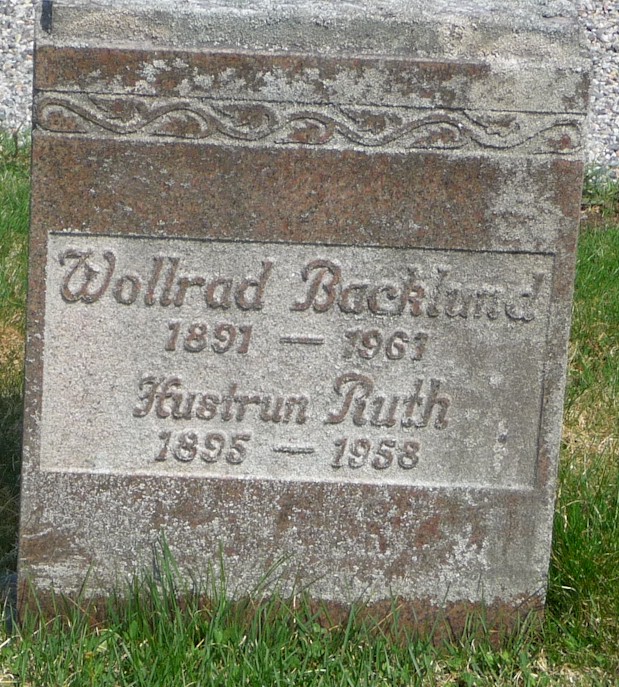 Wollrad Backlund
1891 — 1961
Hustrun Ruth
1895 — 1958